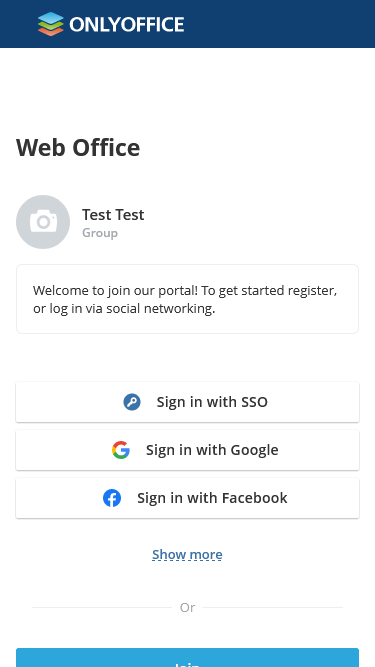 ONLYOFFICE
Web Office
Test Test
Group
Welcome to join our portal! To get started register,
or log in via social networking.
Sign in with SSO
Sign in with Google
Sign in with Facebook
Show more
Or
Join